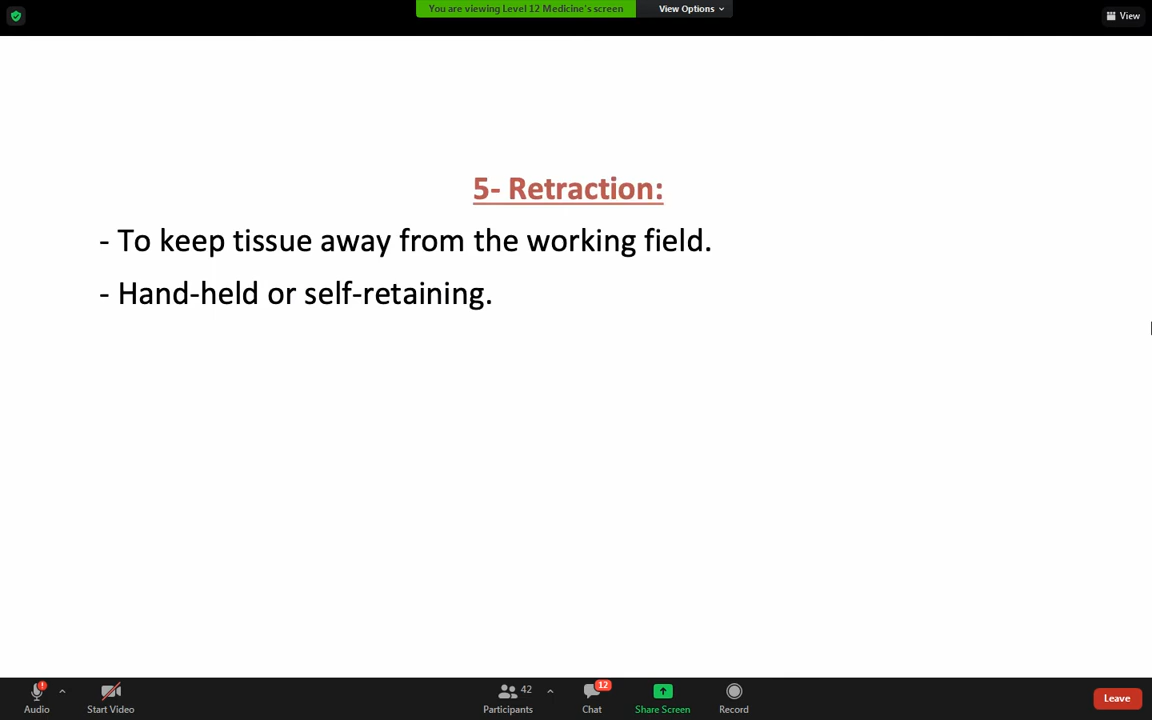 You are viewing Level 12 Medicine's screen
View Options
View
5- Retraction:
- To keep tissue away from the working field.
- Hand-held or self-retaining.
Audio
Start Video
42
Participants
12
Chat
Share Screen
Record
Leave